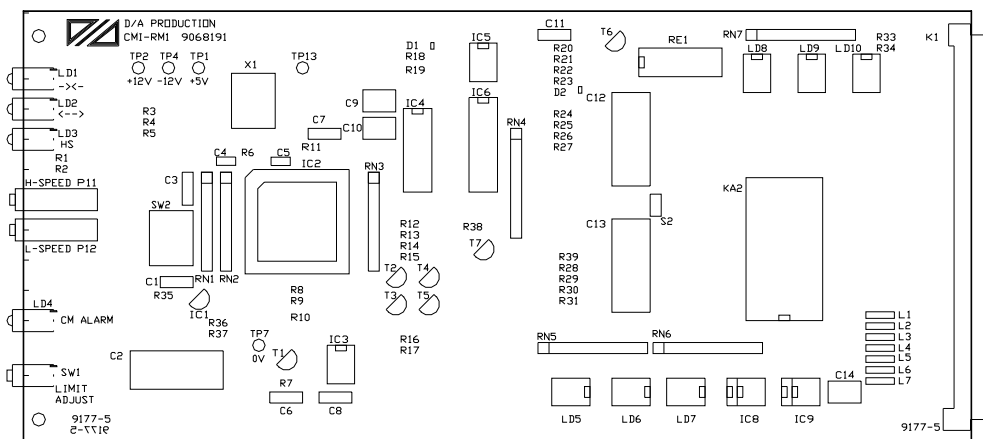 D/A PRODUCTION
CMI-RM1 9068191
TP2 TP4 TP1
+12V -12V +5V
X1
TP13
D1
R18
R19
IC5
C11
R20
R21
R22
R23
D2
T6
RE1
RN7
LD8 LD9 LD10
R33
R34
K1
LD1
-><-
LD2
<-->
LD3
HS
R1
R2
R3
R4
R5
C9
C10
C7
R11
IC4
IC6
RN4
R24
R25
R26
R27
C12
C4 R6 C5
IC2
RN3
H-SPEED P11
C3
SW2
KA2
S2
L-SPEED P12
R12
R13
R14
R15
R38
T7
C13
C1
R35
RN1 RN2
IC1
T2 T4
T3 T5
R39
R28
R29
R30
R31
R8
R9
R10
LD4
CM ALARM
R36
R37
TP7
0V
T1
IC3
R16
R17
RN5 RN6
L1
L2
L3
L4
L5
L6
L7
C2
SW1
LIMIT
ADJUST
R7
C6 C8
LD5 LD6 LD7 IC8 IC9
C14
9177-5
9177-5
9177-5